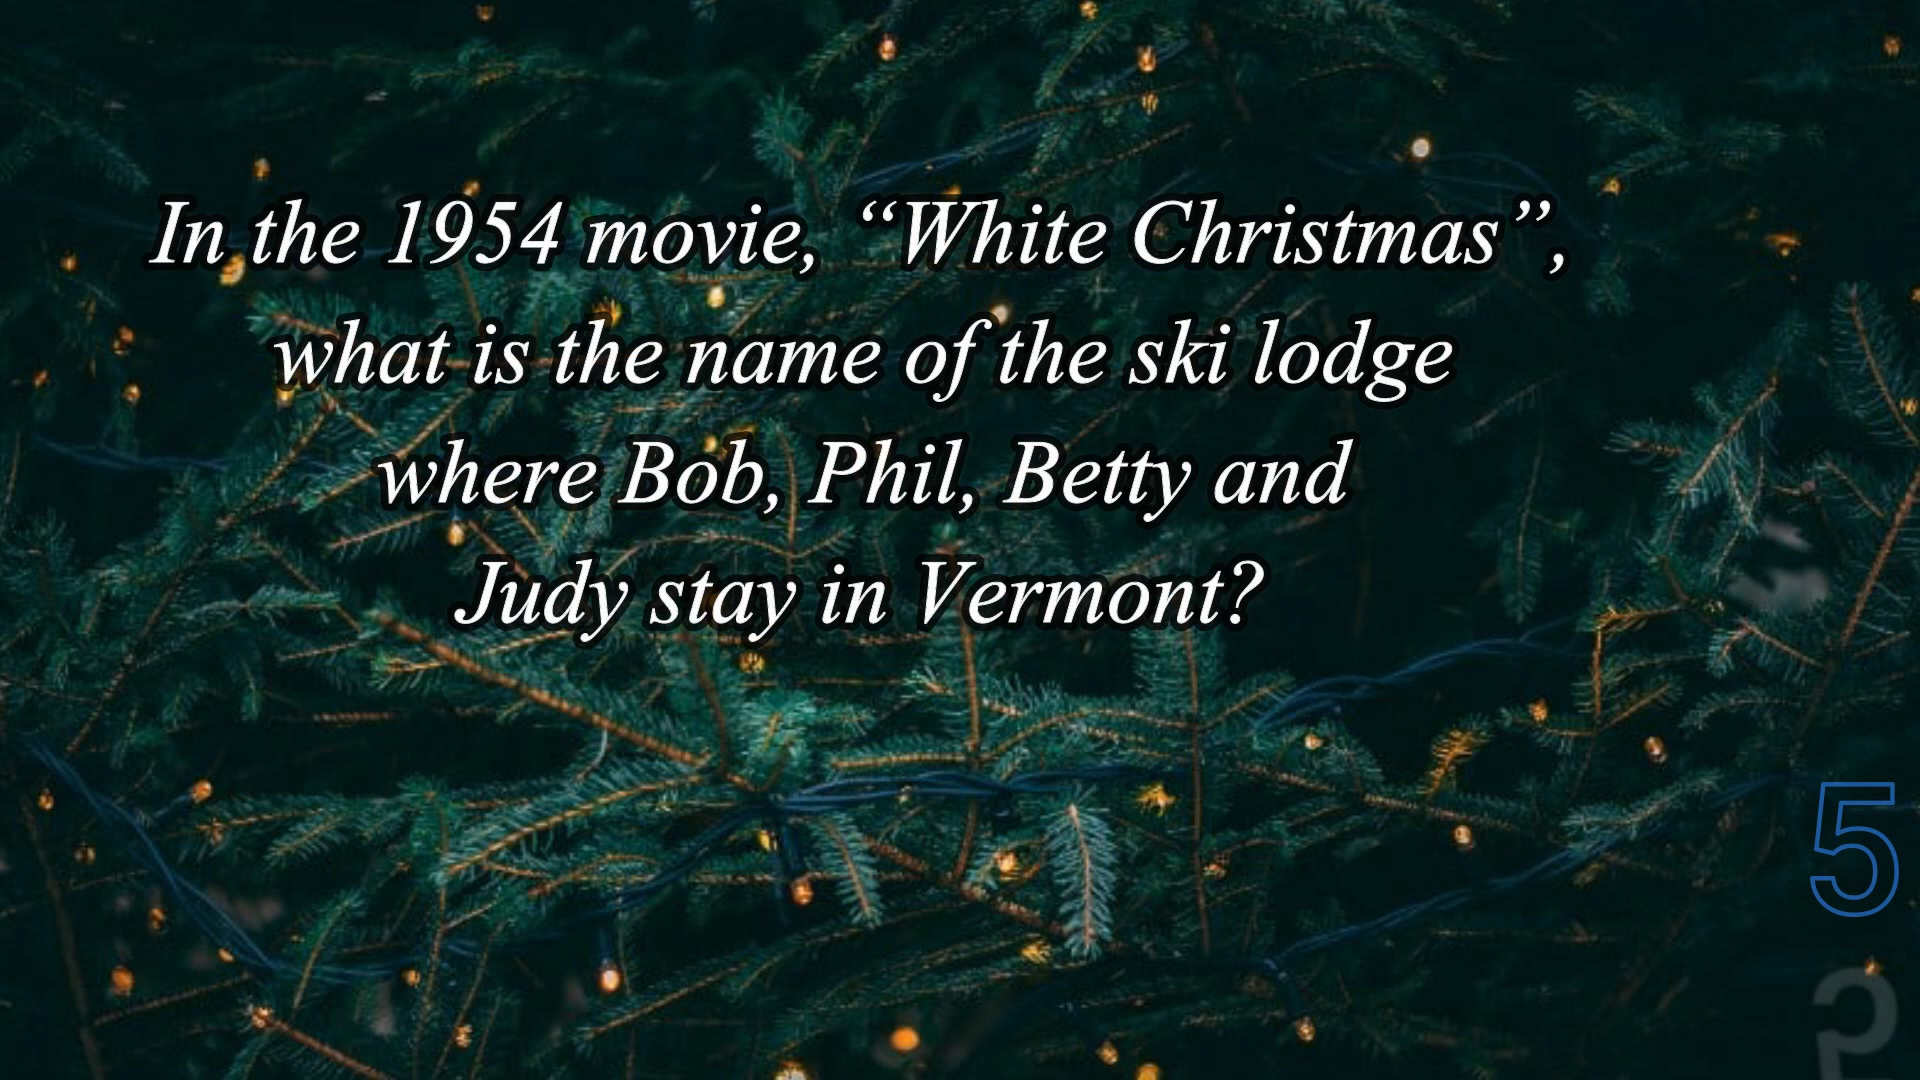 In the 1954 movie, “White Christmas”,
what is the name of the ski lodge
where Bob, Phil, Betty and
Judy stay in Vermont?
5